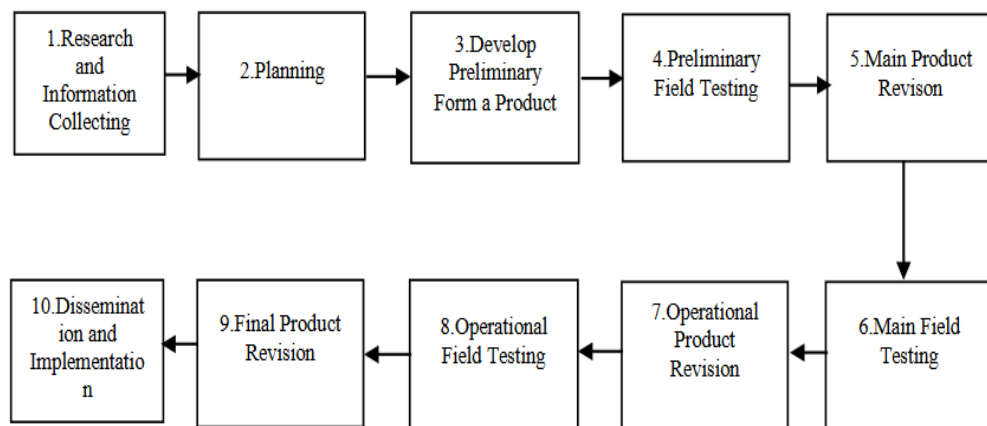 1.Research
and
Information
Collecting
2.Planning
3.Develop
Preliminary
Form a Product
4.Preliminary
Field Testing
5.Main Product
Revison
6.Main Field
Testing
7.Operational
Product
Revision
8.Operational
Field Testing
9.Final Product
Revision
10.Disseminat
ion and
Implementatio
n